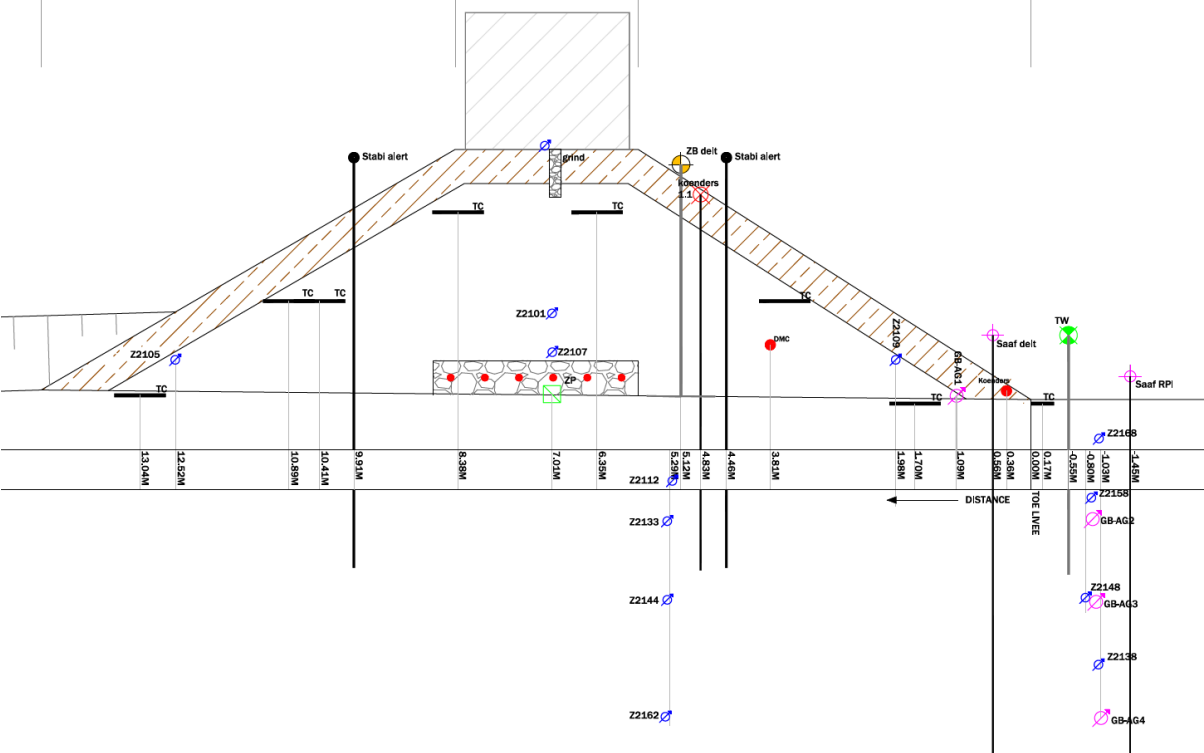 Stabi alert
grind
ZB delt
Stabi alert
koenders
1.1
TC
TC
TC
TC
TC
Z2101
Z2109
TW
Saaf delt
DMC
Z2105
Z2107
GB-AG1
ZP
Koenders
Saaf RPI
TC
TC
TC
Z2168
13.04M
12.52M
10.89M
10.41M
9.91M
8.38M
7.01M
6.35M
5.29M
5.12M
4.83M
4.46M
3.81M
1.98M
1.70M
1.09M
0.56M
0.36M
0.00M
0.17M
-0.55M
-0.80M
-1.03M
-1.45M
Z2112
Z2158
DISTANCE
TOE LIVEE
Z2133
GB-AG2
Z2148
Z2144
GB-AG3
Z2138
Z2162
GB-AG4